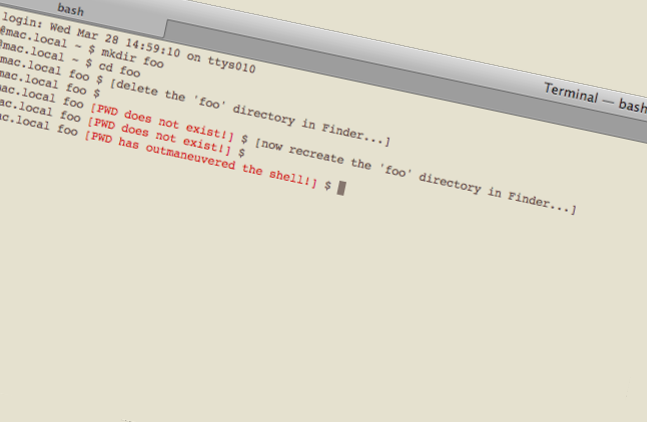 bash
Terminal — bash
login: Wed Mar 28 14:59:10 on ttys010
@mac.local ~ $ mkdir foo
@mac.local ~ $ cd foo
mac.local foo $ [delete the 'foo' directory in Finder...]
mac.local foo $
mac.local foo [PWD does not exist!] $ [now recreate the 'foo' directory in Finder...]
mac.local foo [PWD does not exist!] $
mac.local foo [PWD has outmaneuvered the shell!] $